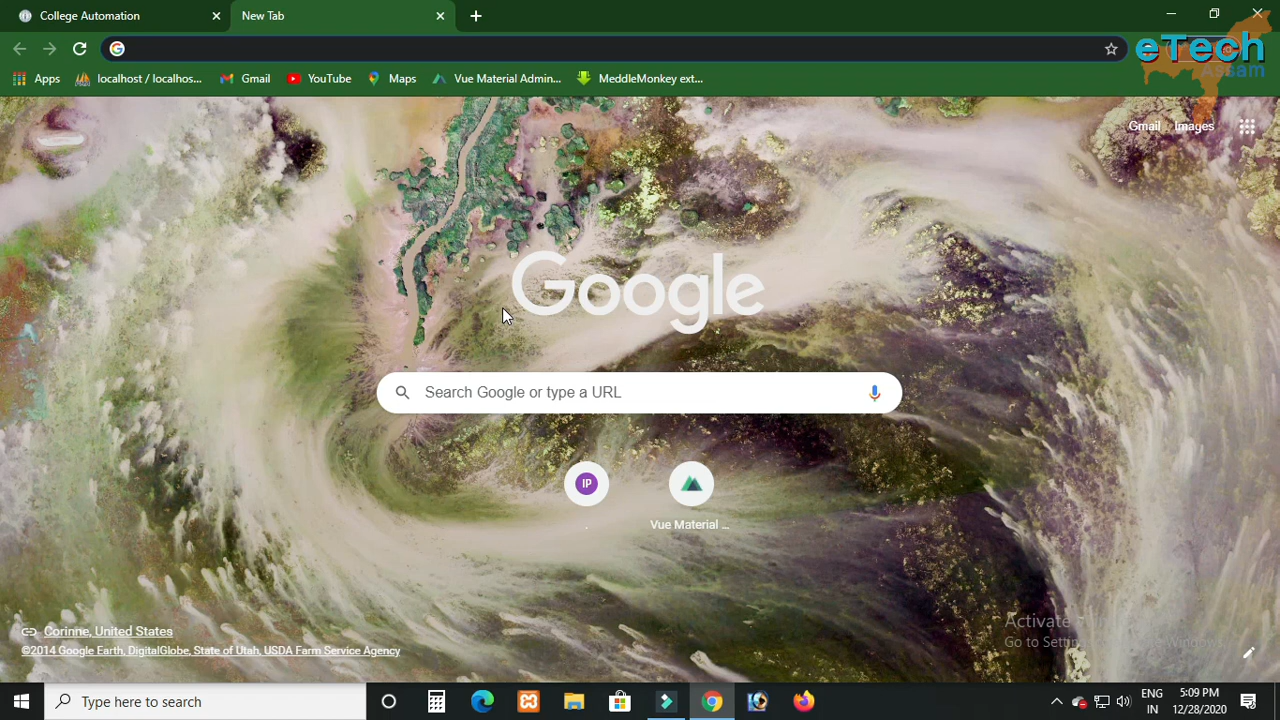 College Automation
New Tab
eTech
Assam
Apps
localhost / localhos...
Gmail
YouTube
Maps
Vue Material Admin...
MeddleMonkey ext...
Gmail Images
Google
Search Google or type a URL
IP
.
Vue Material ...
Corinne, United States
©2014 Google Earth, DigitalGlobe, State of Utah, USDA Farm Service Agency
Activate
Go to
Type here to search
ENG
IN
5:09 PM
12/28/2020